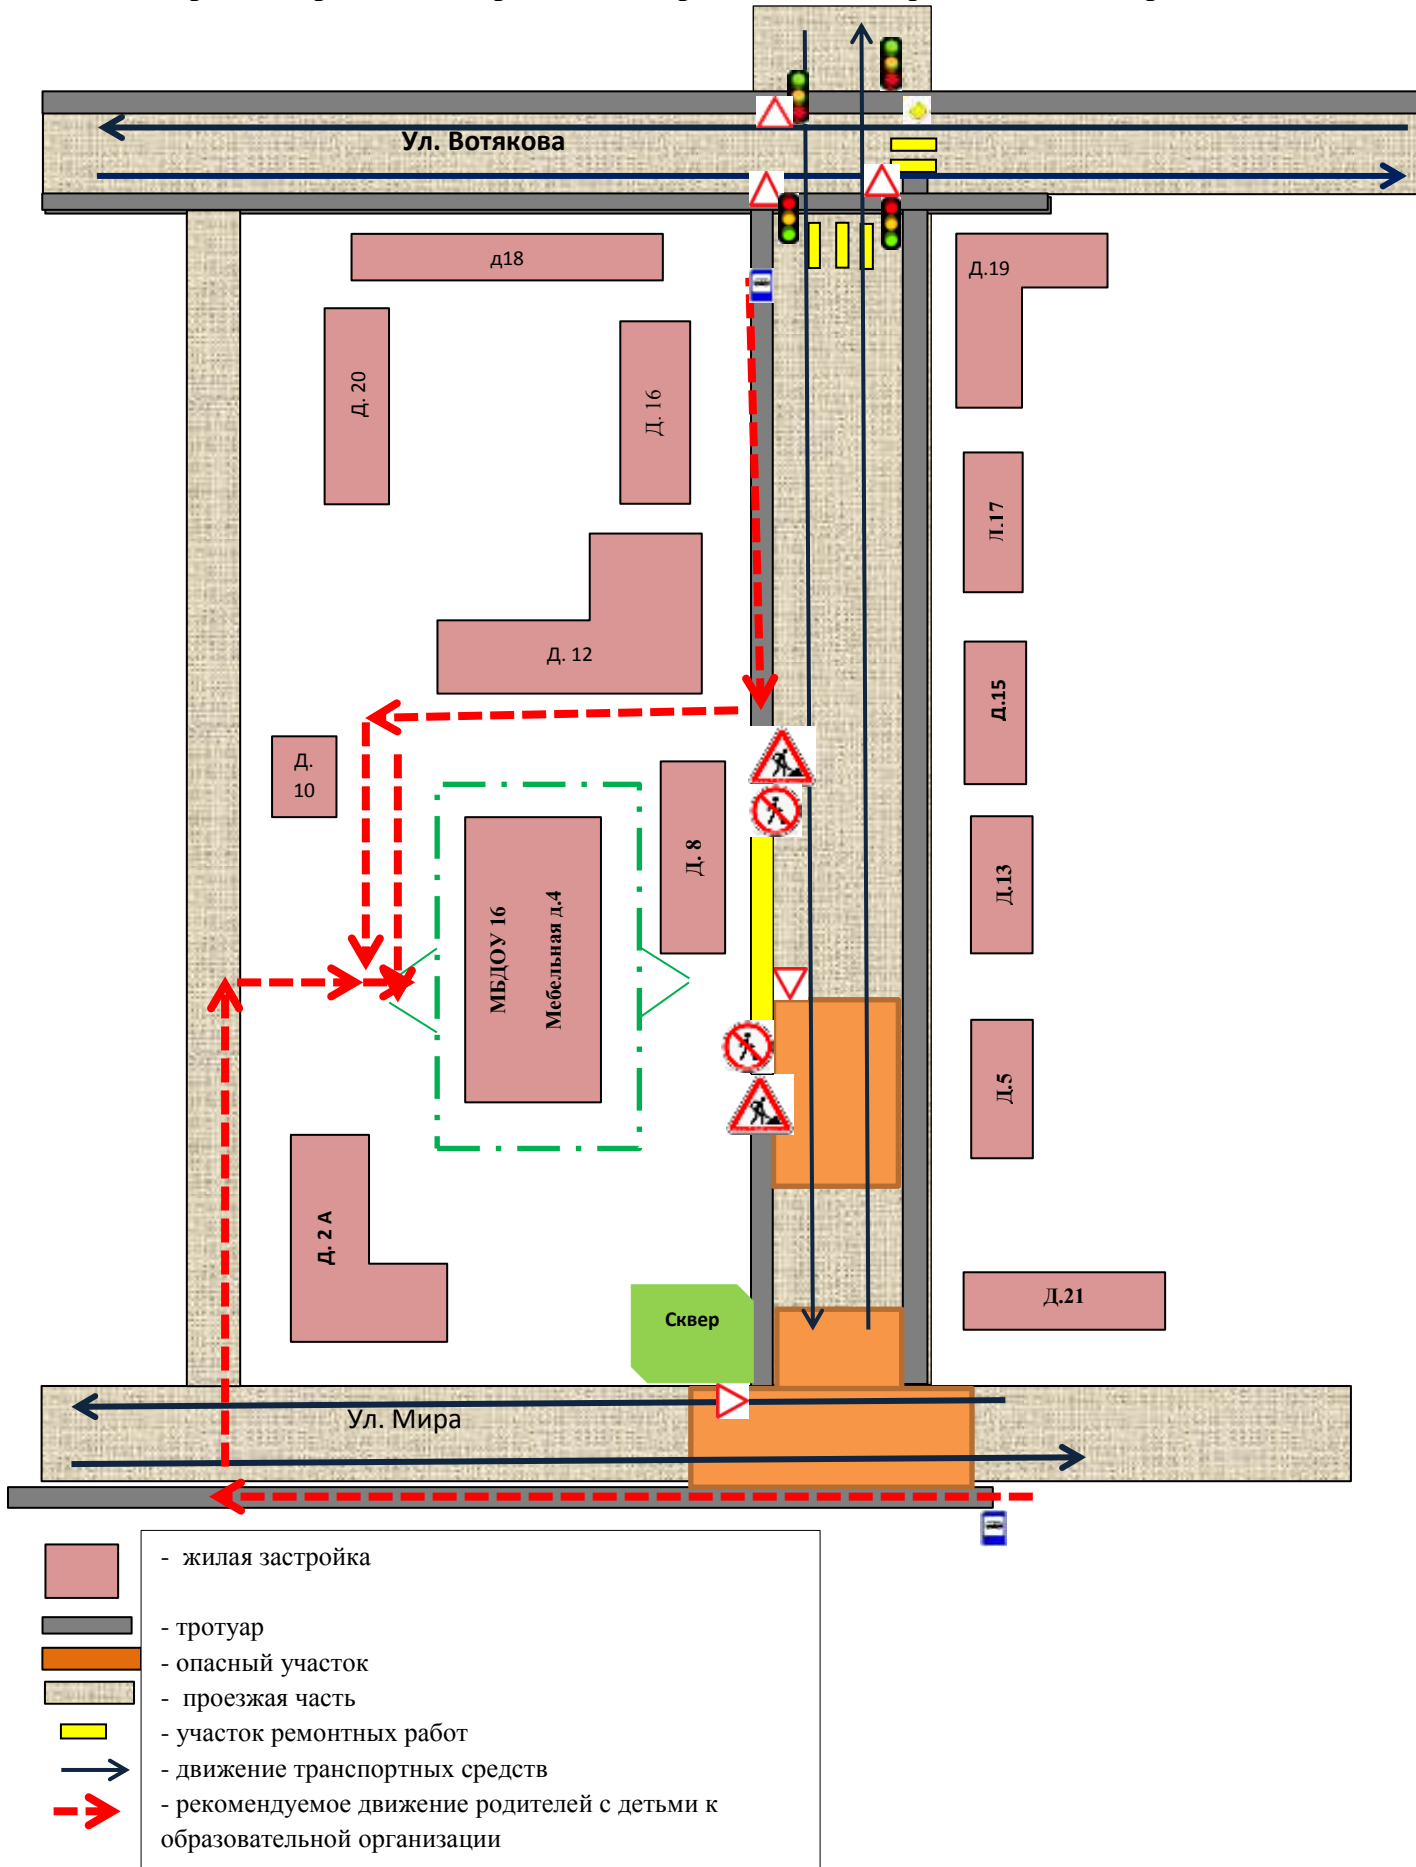 Ул. Вотякова
д18
Д.19
Д. 20
Д. 16
Л.17
Д. 12
Д.15
Д.
10
Д. 8
Д.13
МБДОУ 16
Мебельная д.4
Д.5
Д. 2 А
Д.21
Сквер
Ул. Мира
- жилая застройка
- тротуар
- опасный участок
- проезжая часть
- участок ремонтных работ
- движение транспортных средств
- рекомендуемое движение родителей с детьми к
образовательной организации